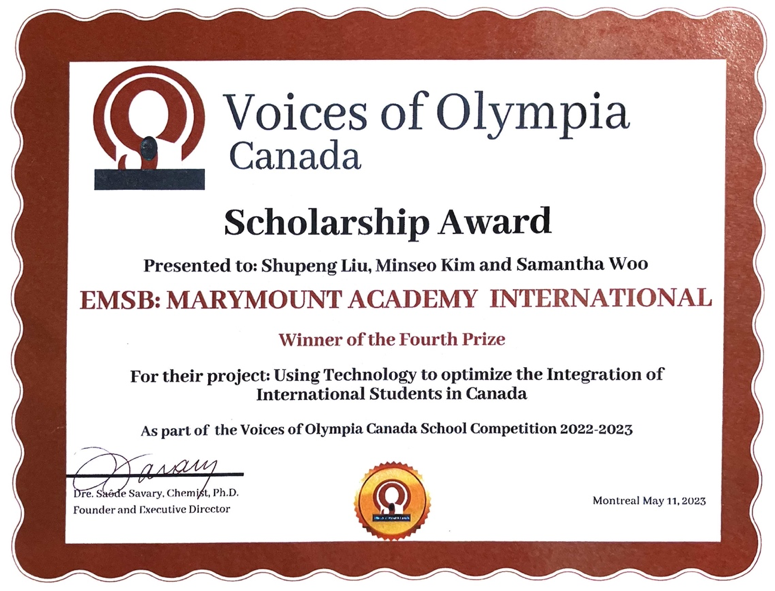 Voices of Olympia
Canada
Scholarship Award
Presented to: Shupeng Liu, Minseo Kim and Samantha Woo
EMSB: MARYMOUNT ACADEMY INTERNATIONAL
Winner of the Fourth Prize
For their project: Using Technology to optimize the Integration of
International Students in Canada
As part of the Voices of Olympia Canada School Competition 2022-2023
Savary
Dre. Saöde Savary, Chemist, Ph.D.
Founder and Executive Director
Montreal May 11, 2023